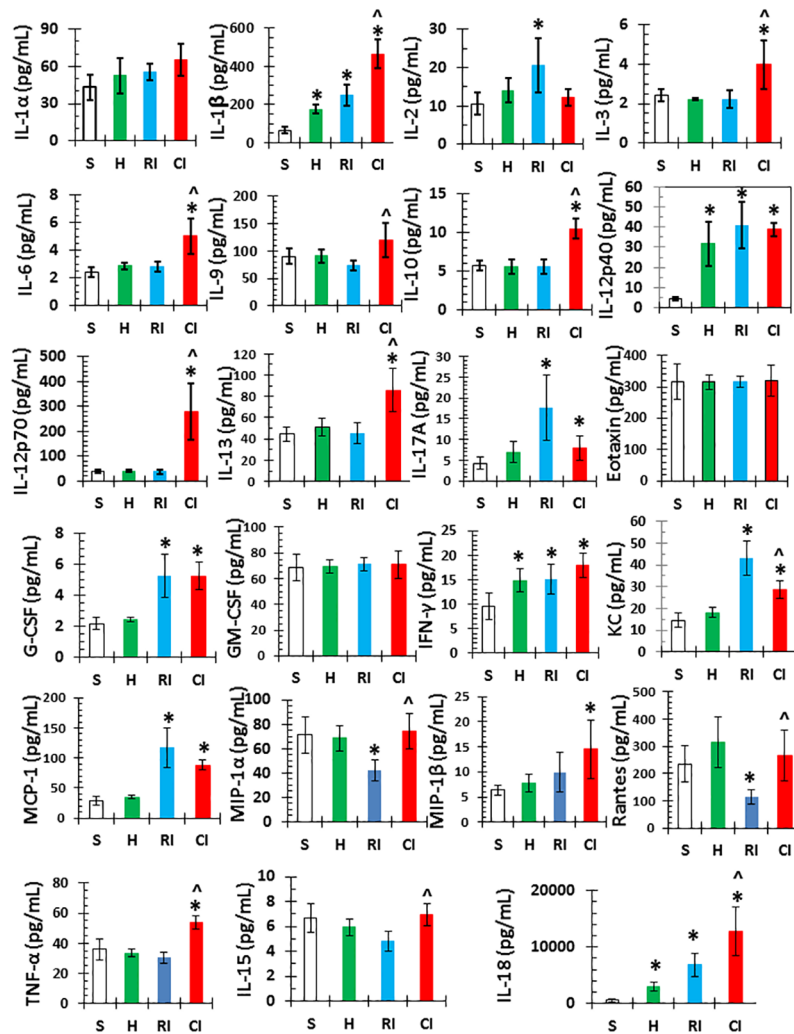 IL-1α (pg/mL)
90
60
30
0
S H RI CI
IL-1β (pg/mL)
600
400
200
0
* * ^ *
S H RI CI
IL-2 (pg/mL)
30
20
10
0
*
S H RI CI
IL-3 (pg/mL)
6
4
2
0
^ *
S H RI CI
IL-6 (pg/mL)
8
6
4
2
0
^ *
S H RI CI
IL-9 (pg/mL)
200
150
100
50
0
^
S H RI CI
IL-10 (pg/mL)
15
10
5
0
^ *
S H RI CI
IL-12p40 (pg/mL)
60
50
40
30
20
10
0
* * *
S H RI CI
IL-12p70 (pg/mL)
500
400
300
200
100
0
^ *
S H RI CI
IL-13 (pg/mL)
120
100
80
60
40
20
0
^ *
S H RI CI
IL-17A (pg/mL)
30
25
20
15
10
5
0
* *
S H RI CI
Eotaxin (pg/mL)
400
300
200
100
0
S H RI CI
G-CSF (pg/mL)
8
6
4
2
0
* *
S H RI CI
GM-CSF (pg/mL)
100
80
60
40
20
0
S H RI CI
IFN-γ (pg/mL)
25
20
15
10
5
0
* * *
S H RI CI
KC (pg/mL)
60
50
40
30
20
10
0
* ^ *
S H RI CI
MCP-1 (pg/mL)
200
150
100
50
0
* *
S H RI CI
MIP-1α (pg/mL)
100
80
60
40
20
0
* ^
S H RI CI
MIP-1β (pg/mL)
25
20
15
10
5
0
*
S H RI CI
Rantes (pg/mL)
500
400
300
200
100
0
* ^
S H RI CI
TNF-α (pg/mL)
80
60
40
20
0
^ *
S H RI CI
IL-15 (pg/mL)
10
8
6
4
2
0
^
S H RI CI
IL-18 (pg/mL)
20000
10000
0
* * ^ *
S H RI CI